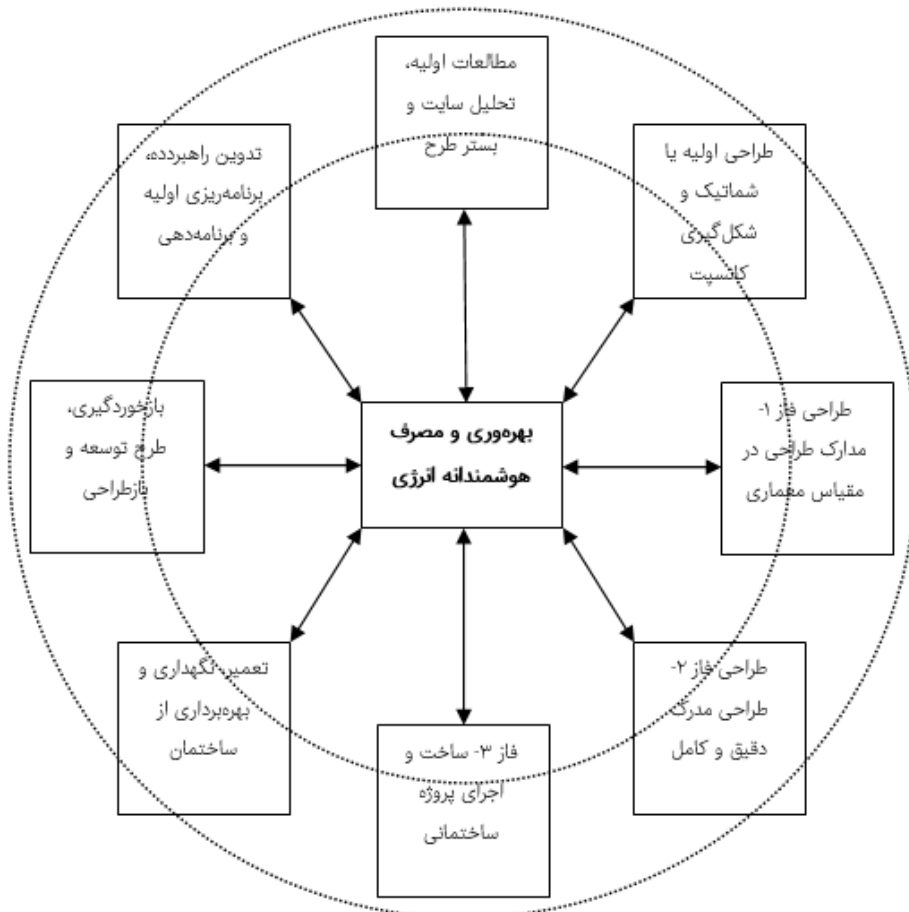 مطالعات اولیه،
تحلیل سایت و
بستر طرح
طراحی اولیه یا
شماتیک و
شکل‌گیری
کانسپت
تدوین راهبردده،
برنامه‌ریزی اولیه
و برنامه‌دهی
طراحی فاز ۱-
مدارک طراحی در
مقیاس معماری
بهره‌وری و مصرف
هوشمندانه انرژی
بازخوردگیری،
طرح توسعه و
بازطراحی
طراحی فاز ۲-
طراحی مدرک
دقیق و کامل
تعمیر، نگهداری و
بهره‌برداری از
ساختمان
فاز ۳- ساخت و
اجرای پروژه
ساختمانی